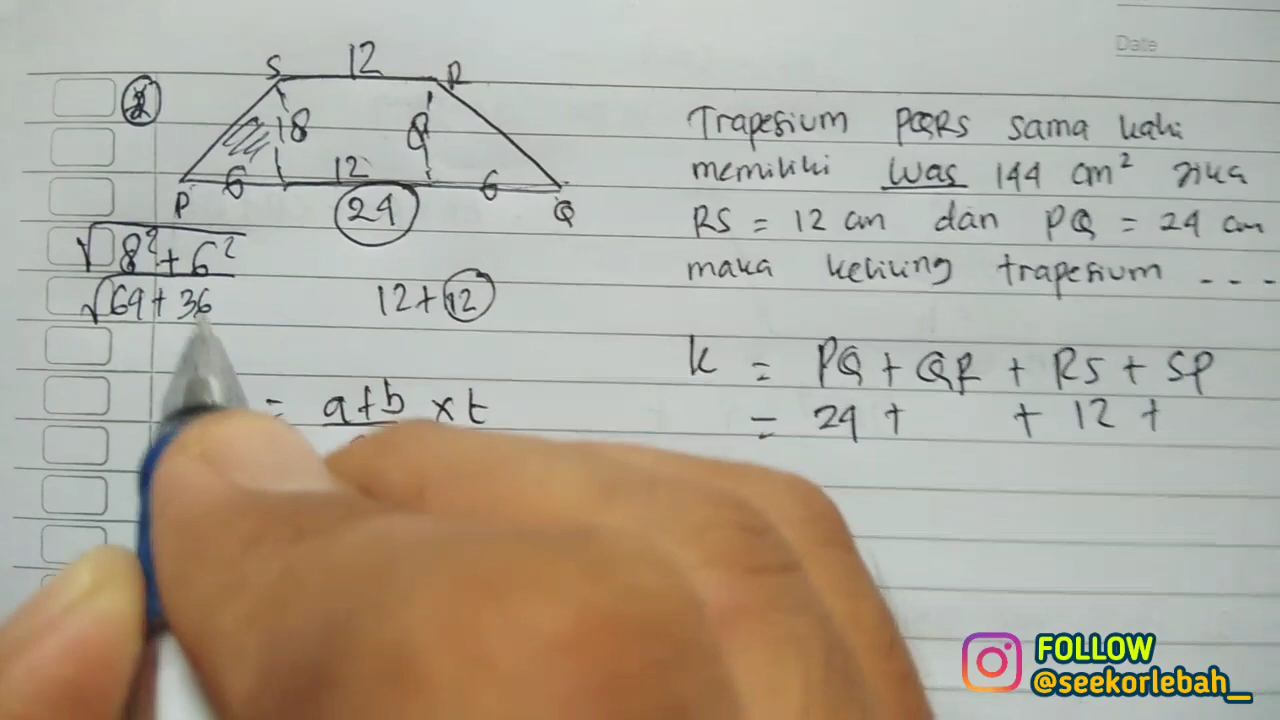 Date
S 12 R
8 8
6 12 6
P 24 Q
√8² + 6²
√64 + 36
12 + 12
= a+b x t
Trapesium PQRS sama kaki
memiliki luas 144 cm² jika
RS = 12 cm dan PQ = 24 cm
maka keliling trapesium ....
K = PQ + QR + RS + SP
= 24 + + 12 +
FOLLOW
@seekorlebah_